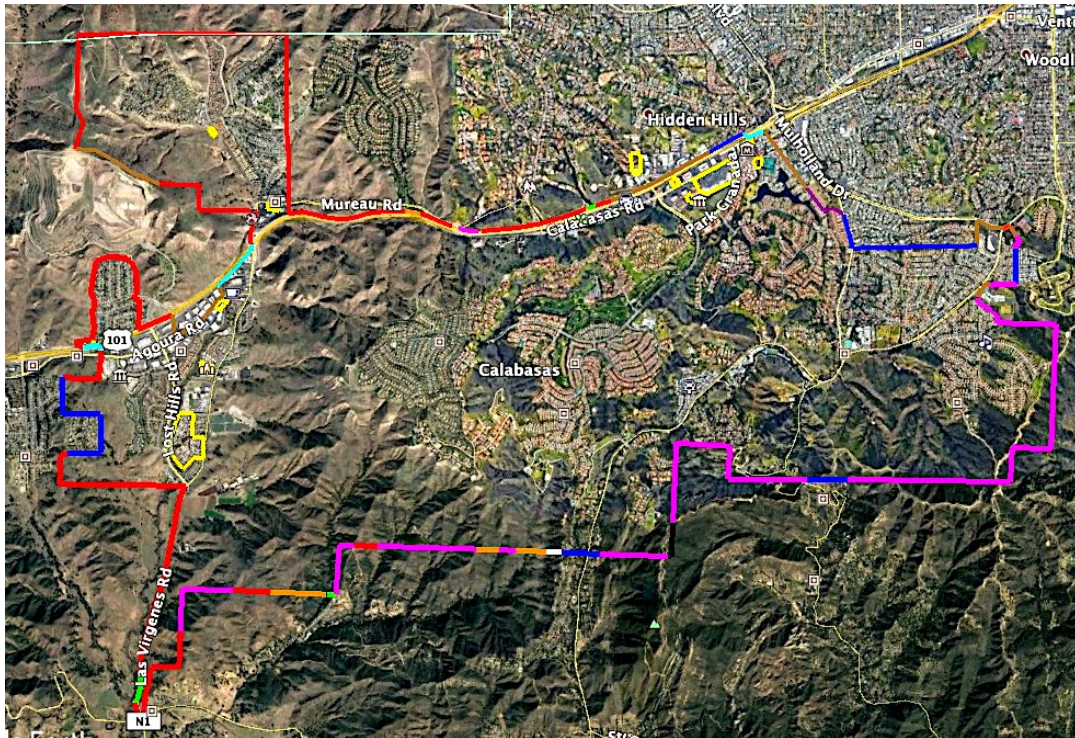 Vent
Woodl
Hidden Hills
Mulholland Dr
Mureau Rd
Calabasas Rd
Park Granada
101
Agoura Rd
Calabasas
Lost Hills Rd
Las Virgenes Rd
N1